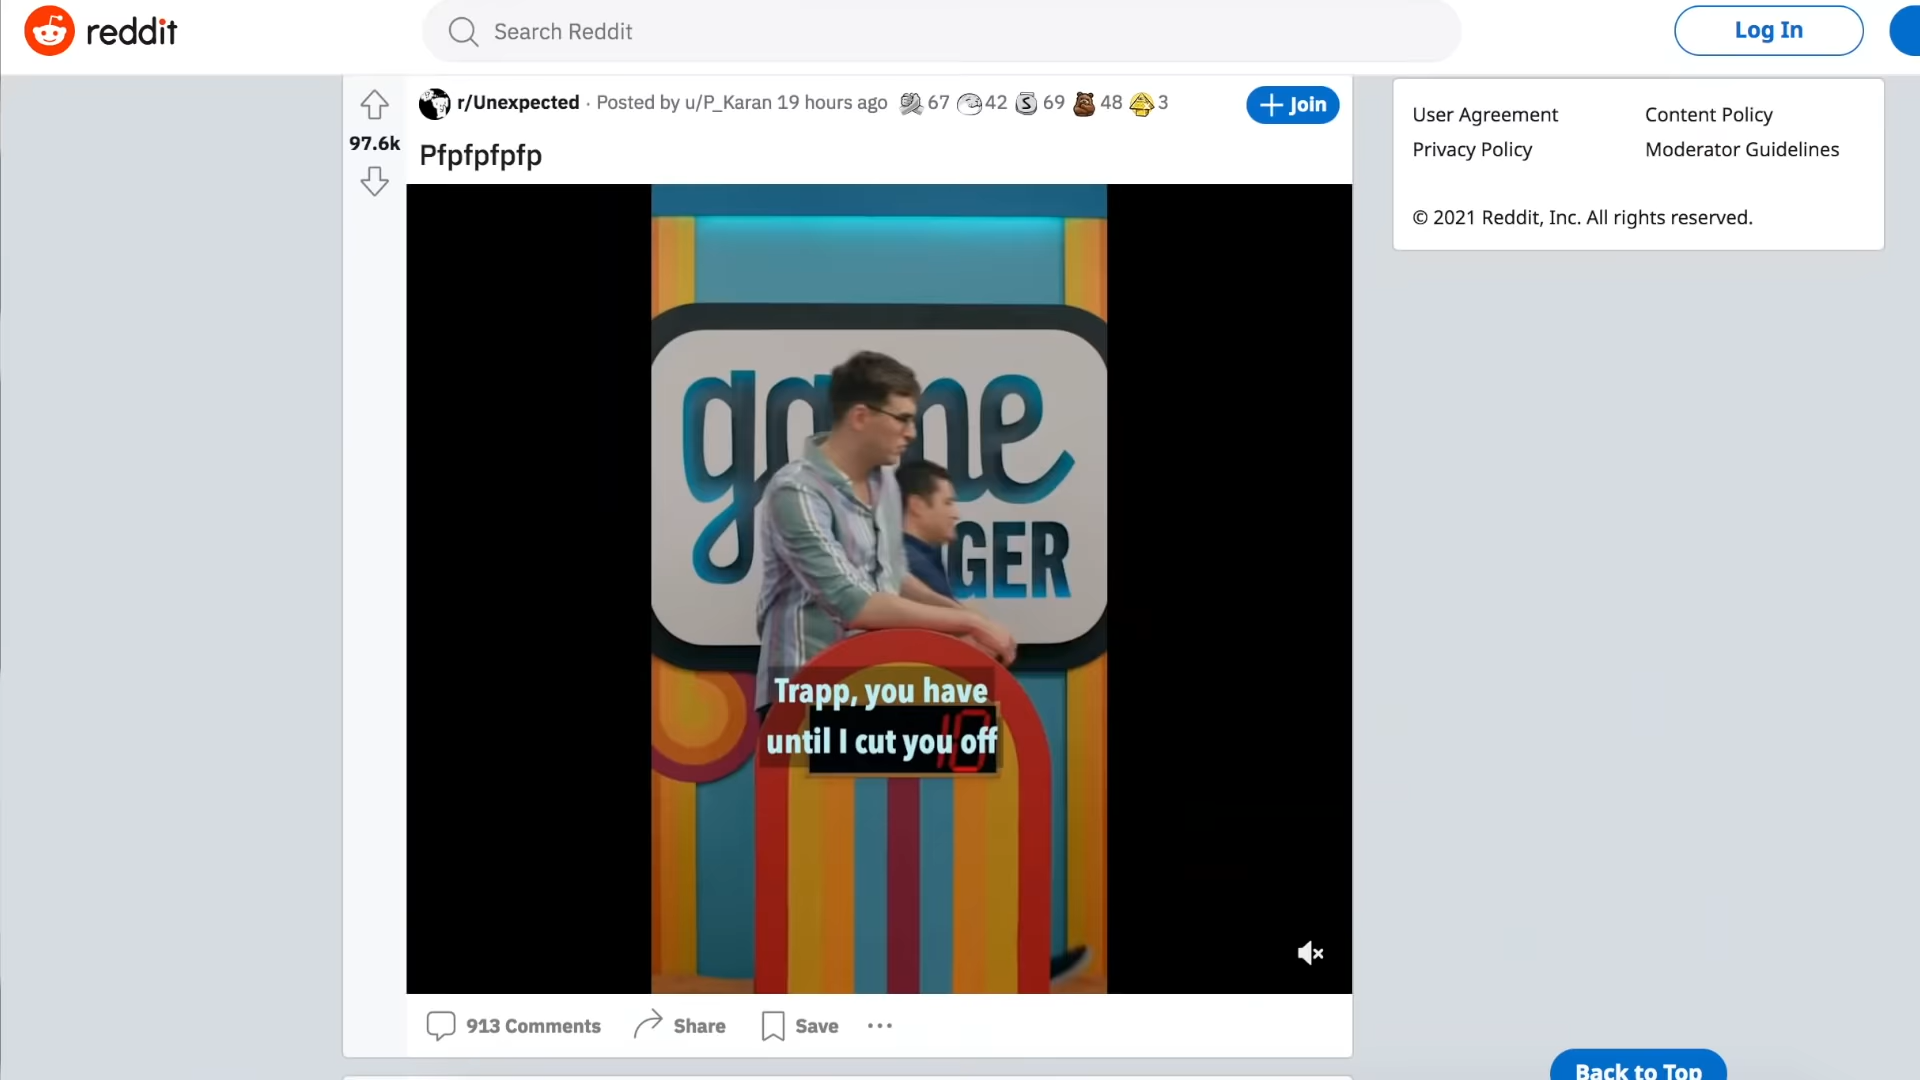 reddit
Search Reddit
Log In
r/Unexpected · Posted by u/P_Karan 19 hours ago 67 42 S 69 48 3
+ Join
97.6k
Pfpfpfpfp
game
GER
Trapp, you have
until I cut you off
10
913 Comments
Share
Save
...
User Agreement
Content Policy
Privacy Policy
Moderator Guidelines
© 2021 Reddit, Inc. All rights reserved.
Back to Top